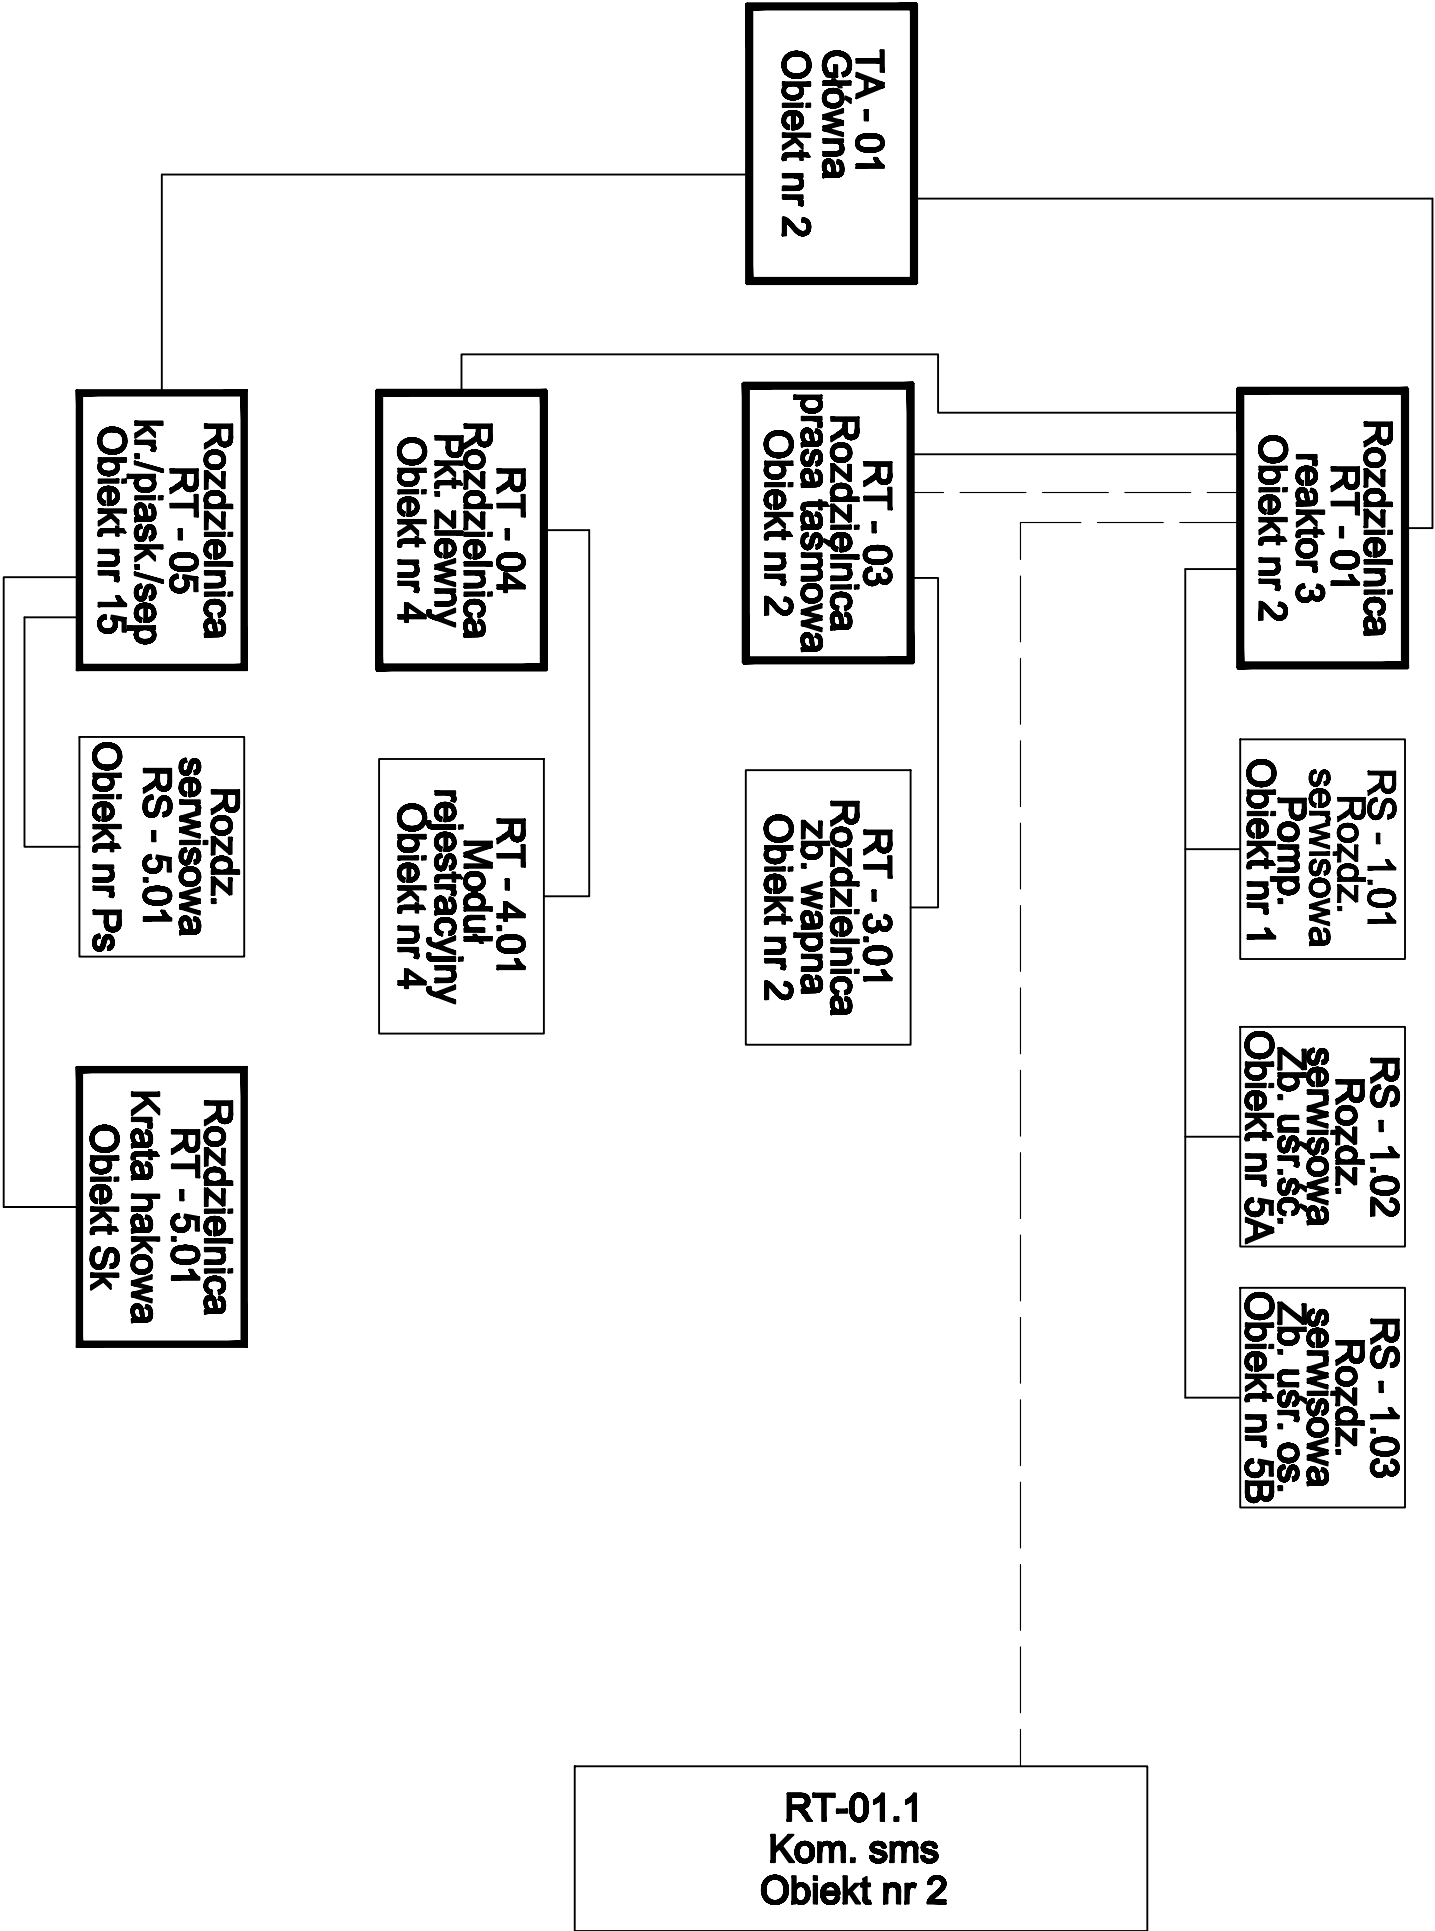 TA - 01
Główna
Obiekt nr 2
Rozdzielnica
RT - 01
reaktor 3
Obiekt nr 2
RT - 03
Rozdzielnica
prasa taśmowa
Obiekt nr 2
RT - 04
Rozdzielnica
Pkt. zlewny
Obiekt nr 4
Rozdzielnica
RT - 05
kr./piask./sep
Obiekt nr 15
RS - 1.01
Rozdz.
serwisowa
Pomp.
Obiekt nr 1
RT - 3.01
Rozdzielnica
zb. wapna
Obiekt nr 2
RT - 4.01
Moduł
rejestracyjny
Obiekt nr 4
Rozdz.
serwisowa
RS - 5.01
Obiekt nr Ps
RS - 1.02
Rozdz.
serwisowa
Zb. uśr.śc.
Obiekt nr 5A
Rozdzielnica
RT - 5.01
Krata hakowa
Obiekt Sk
RS - 1.03
Rozdz.
serwisowa
Zb. uśr. os.
Obiekt nr 5B
RT-01.1
Kom. sms
Obiekt nr 2